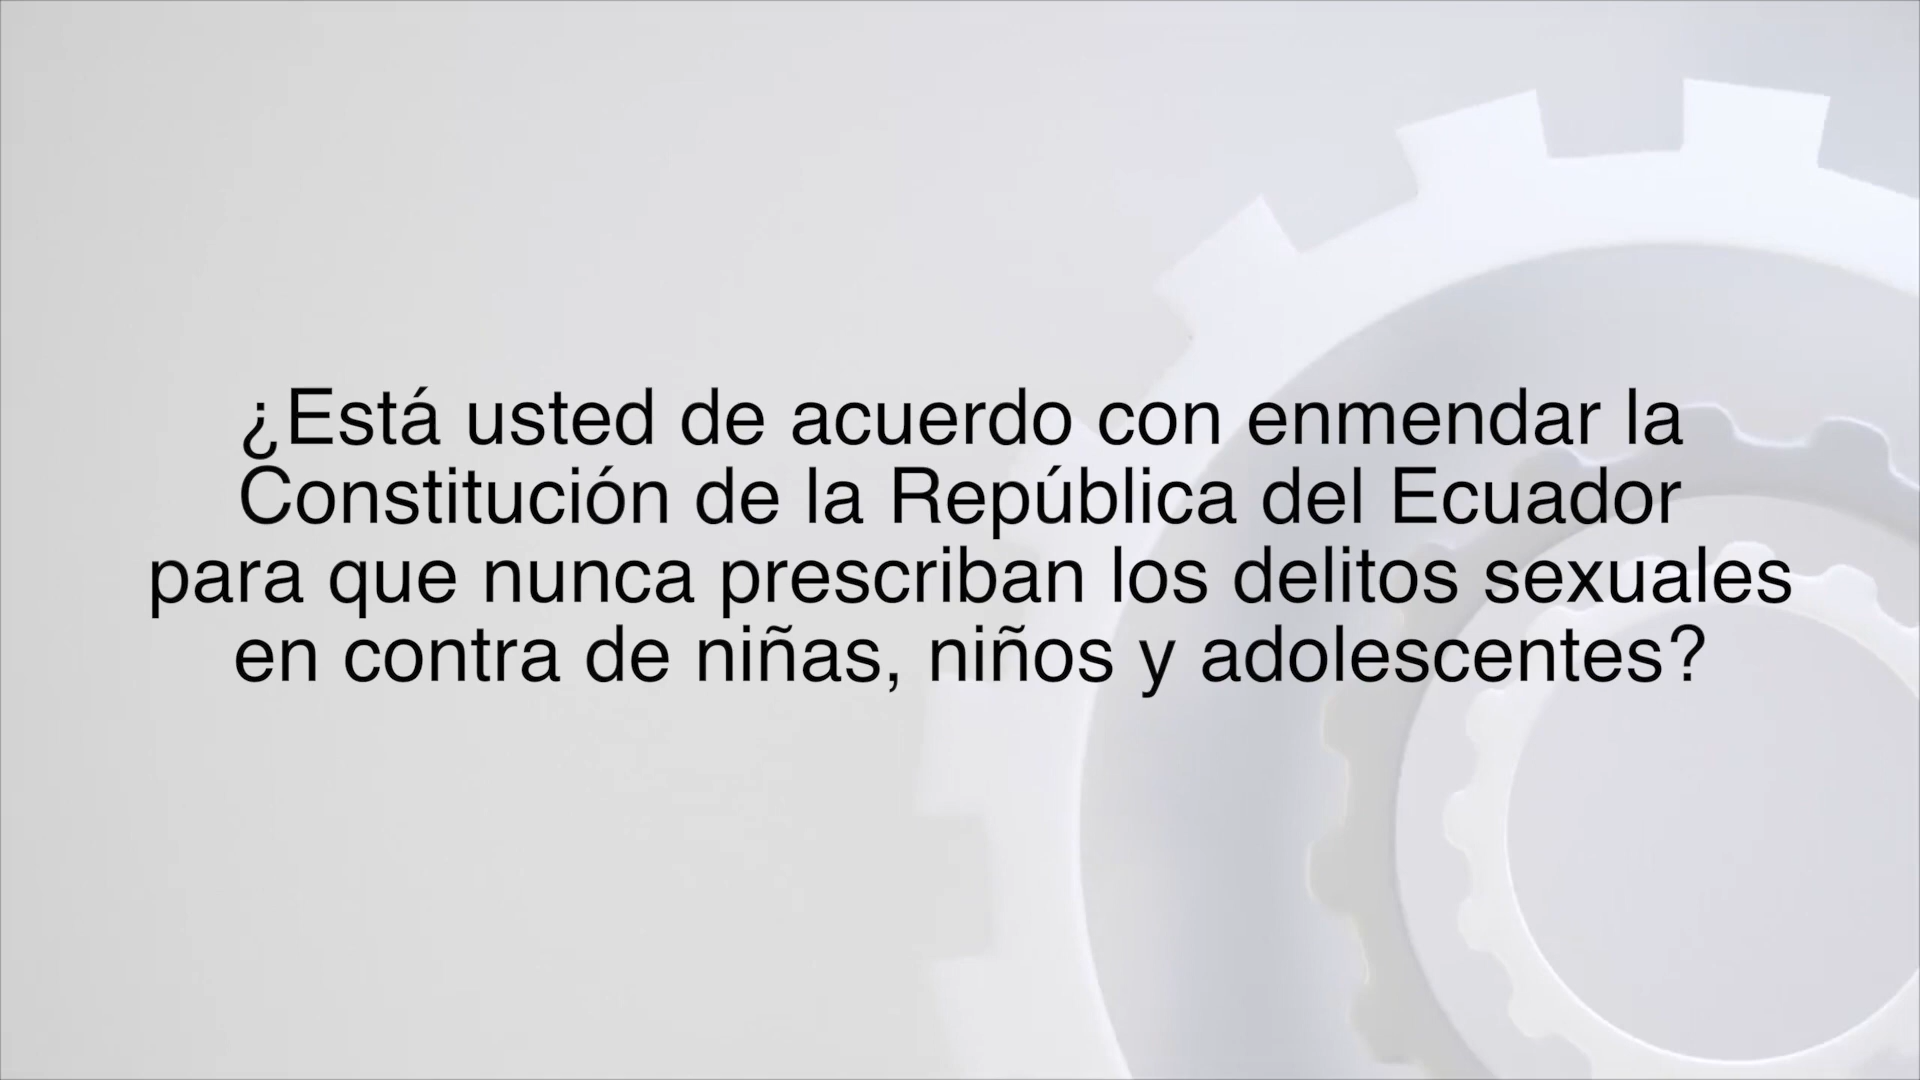 ¿Está usted de acuerdo con enmendar la
Constitución de la República del Ecuador
para que nunca prescriban los delitos sexuales
en contra de niñas, niños y adolescentes?